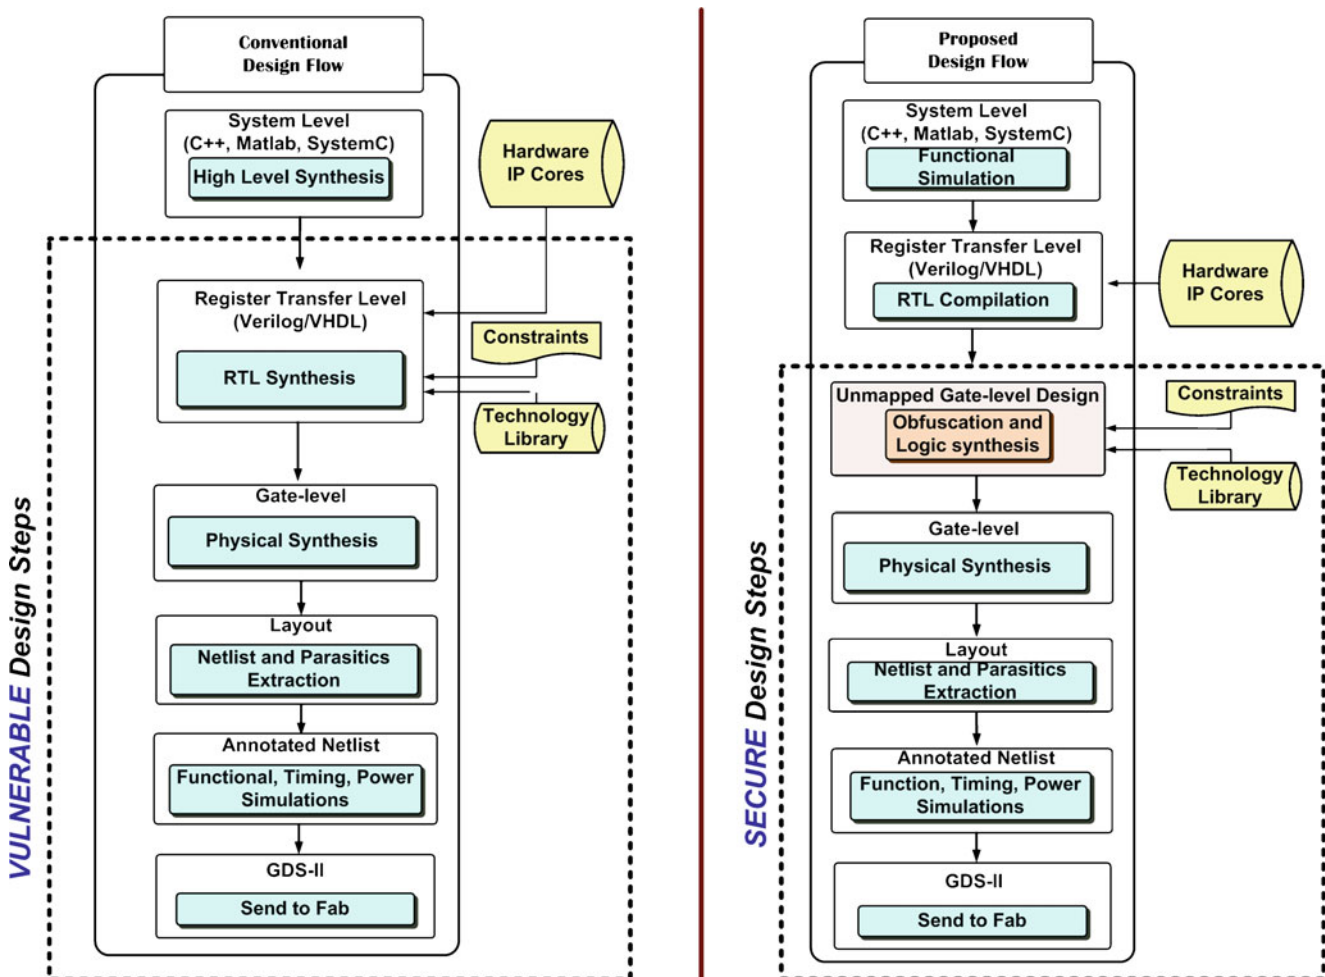 Conventional
Design Flow
System Level
(C++, Matlab, SystemC)
High Level Synthesis
Hardware
IP Cores
Register Transfer Level
(Verilog/VHDL)
RTL Synthesis
Constraints
Technology
Library
Gate-level
Physical Synthesis
Layout
Netlist and Parasitics
Extraction
Annotated Netlist
Functional, Timing, Power
Simulations
GDS-II
Send to Fab
VULNERABLE Design Steps
Proposed
Design Flow
System Level
(C++, Matlab, SystemC)
Functional
Simulation
Register Transfer Level
(Verilog/VHDL)
RTL Compilation
Hardware
IP Cores
Unmapped Gate-level Design
Obfuscation and
Logic synthesis
Constraints
Technology
Library
Gate-level
Physical Synthesis
Layout
Netlist and Parasitics
Extraction
Annotated Netlist
Function, Timing, Power
Simulations
GDS-II
Send to Fab
SECURE Design Steps